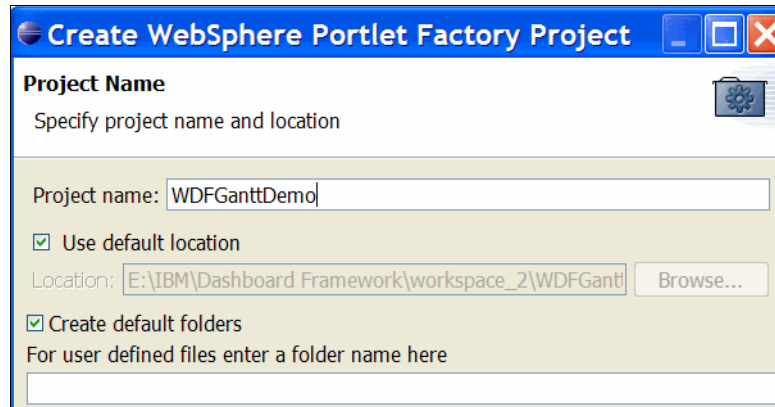 Create WebSphere Portlet Factory Project
Project Name
Specify project name and location
Project name: WDFGanttDemo
Use default location
Location: E:\IBM\Dashboard Framework\workspace_2\WDFGantt Browse...
Create default folders
For user defined files enter a folder name here